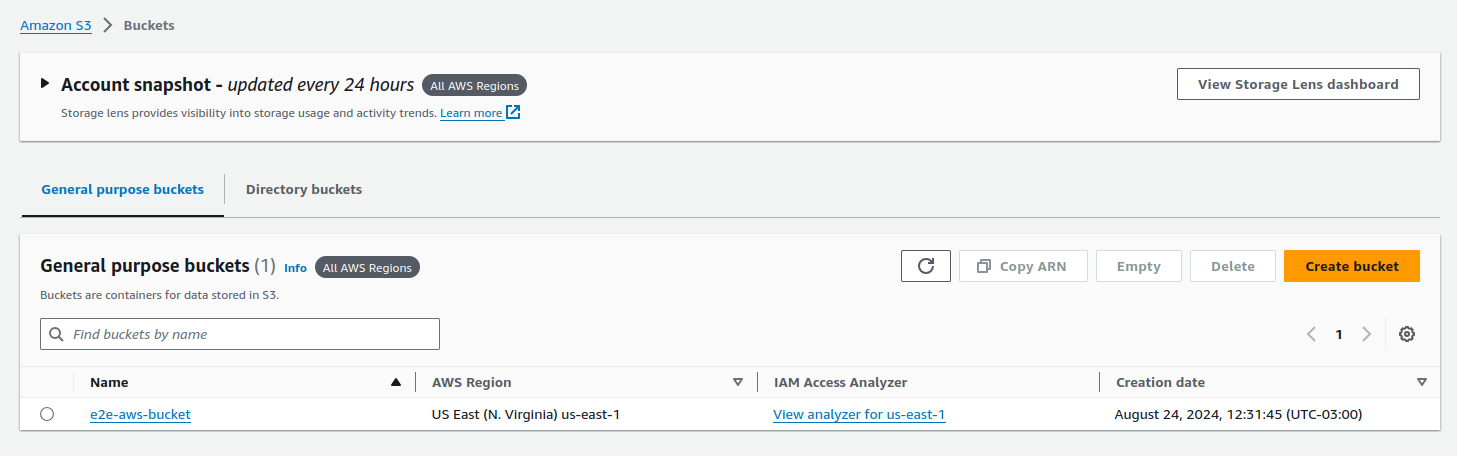 Amazon S3 Buckets
Account snapshot - updated every 24 hours All AWS Regions View Storage Lens dashboard
Storage lens provides visibility into storage usage and activity trends. Learn more
General purpose buckets Directory buckets
General purpose buckets (1) Info All AWS Regions Copy ARN Empty Delete Create bucket
Buckets are containers for data stored in S3.
Find buckets by name 1
Name AWS Region IAM Access Analyzer Creation date
e2e-aws-bucket US East (N. Virginia) us-east-1 View analyzer for us-east-1 August 24, 2024, 12:31:45 (UTC-03:00)